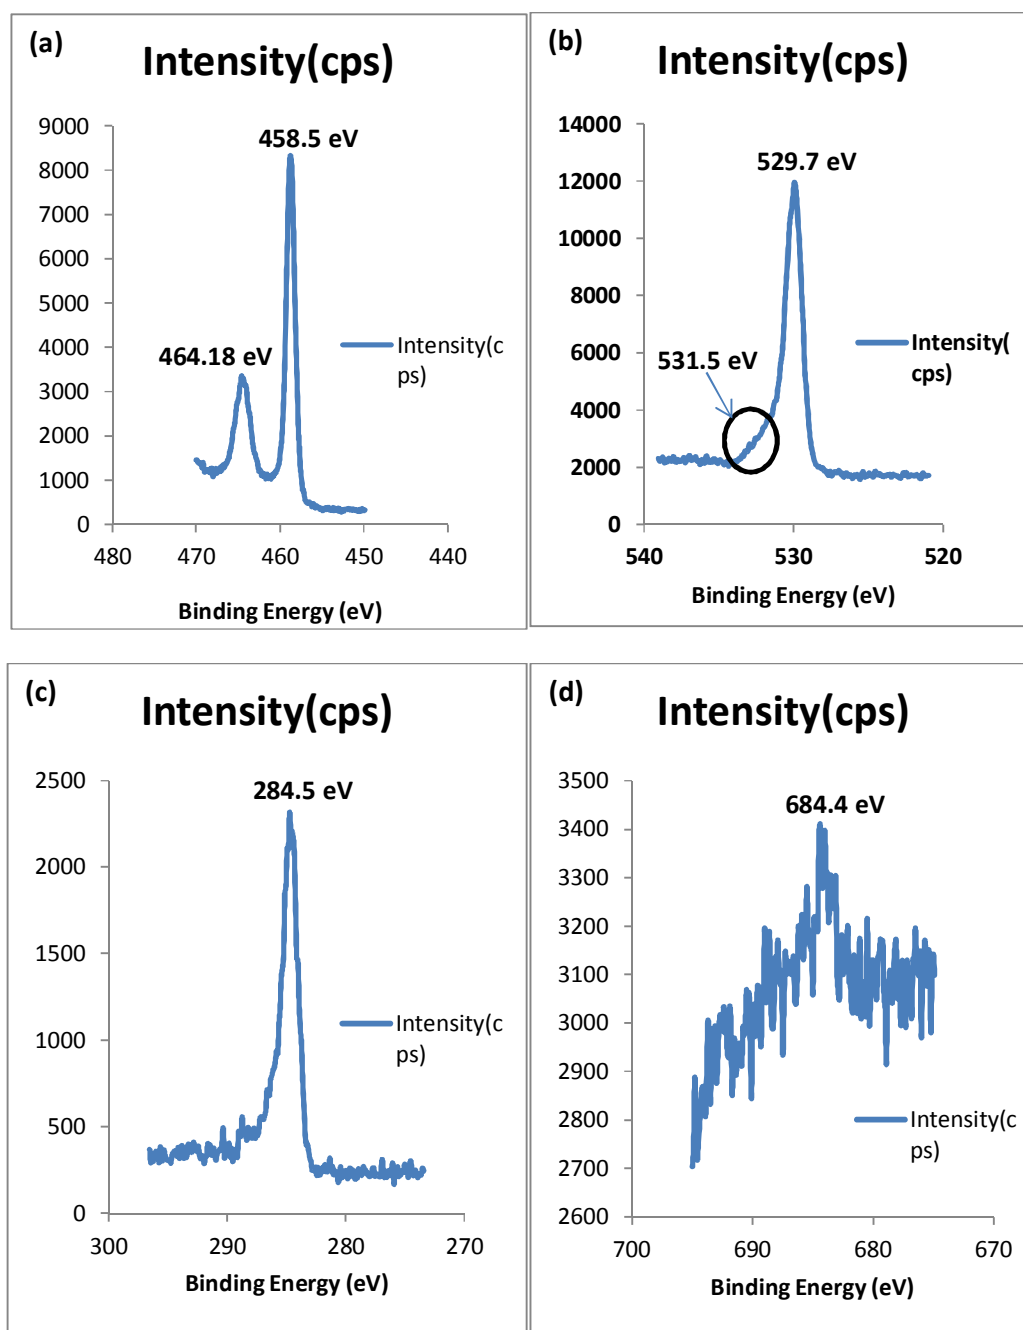 (a)
Intensity(cps)
9000
8000
7000
6000
5000
4000
3000
2000
1000
0
458.5 eV
464.18 eV
Intensity(c
ps)
480
470
460
450
440
Binding Energy (eV)
(b)
Intensity(cps)
14000
12000
10000
8000
6000
4000
2000
0
529.7 eV
531.5 eV
Intensity(
cps)
540
530
520
Binding Energy (eV)
(c)
Intensity(cps)
2500
2000
1500
1000
500
0
284.5 eV
Intensity(c
ps)
300
290
280
270
Binding Energy (eV)
(d)
Intensity(cps)
3500
3400
3300
3200
3100
3000
2900
2800
2700
2600
684.4 eV
Intensity(c
ps)
700
690
680
670
Binding Energy (eV)